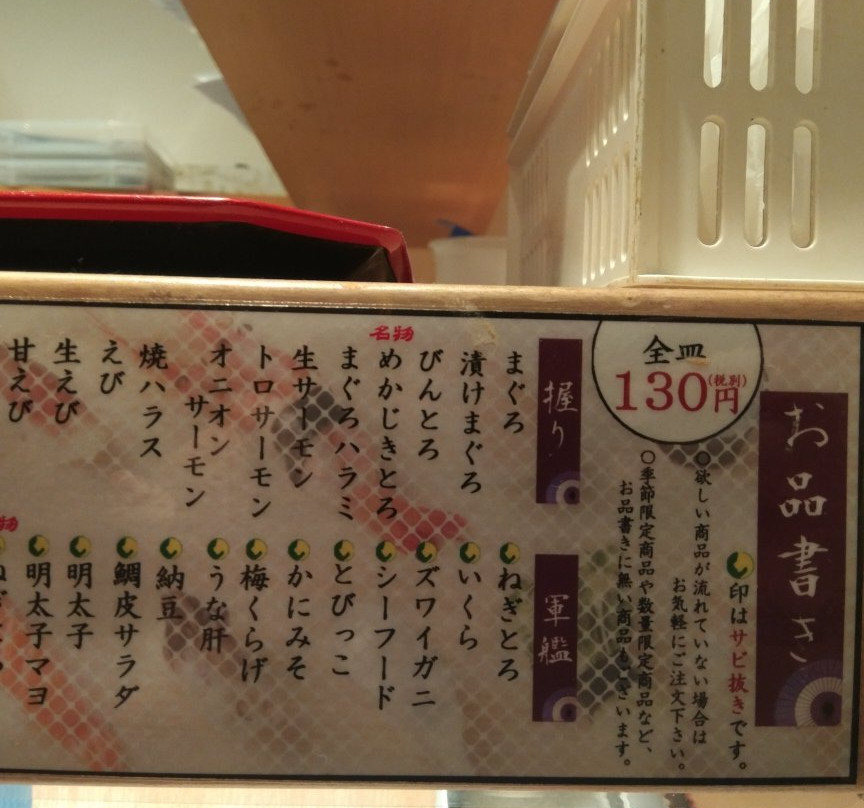 お品書き
印はサビ抜きです。
全皿
130円(税別)
〇欲しい商品が流れていない場合は
お気軽にご注文下さい。
〇季節限定商品や数量限定商品など、
お品書きに無い商品もございます。
握り
まぐろ
漬けまぐろ
びんとろ
名物
めかじきとろ
まぐろハラミ
生サーモン
トロサーモン
オニオン
サーモン
焼ハラス
えび
生えび
甘えび
軍艦
ねぎとろ
いくら
ズワイガニ
シーフード
とびっこ
かにみそ
梅くらげ
うな肝
納豆
鯛皮サラダ
明太子
明太子マヨ